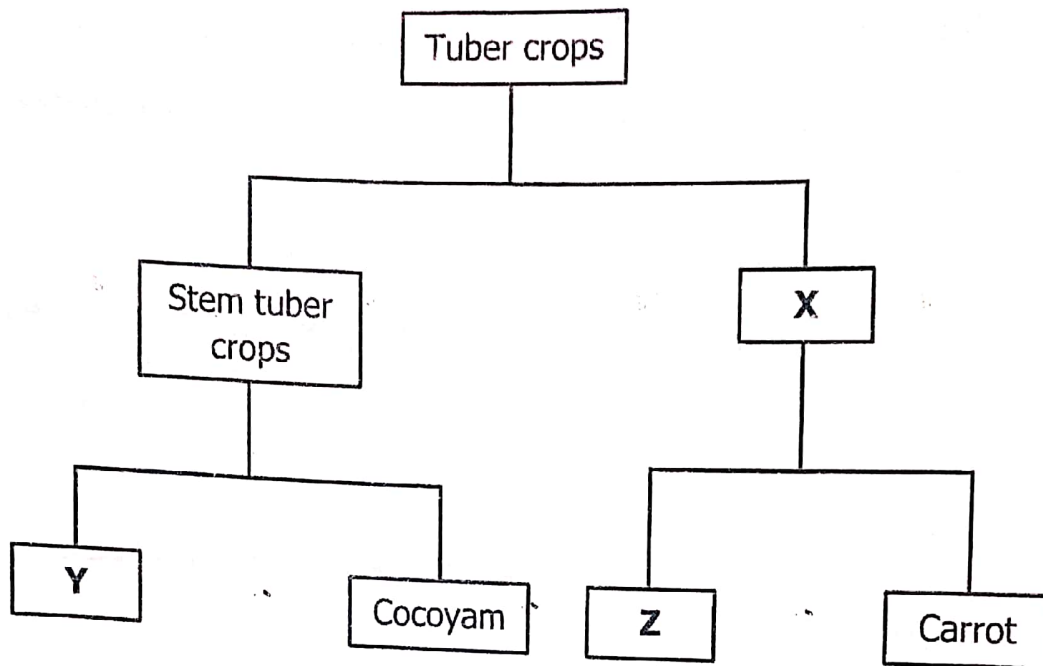 Tuber crops
Stem tuber
crops
X
Y
Cocoyam
Z
Carrot